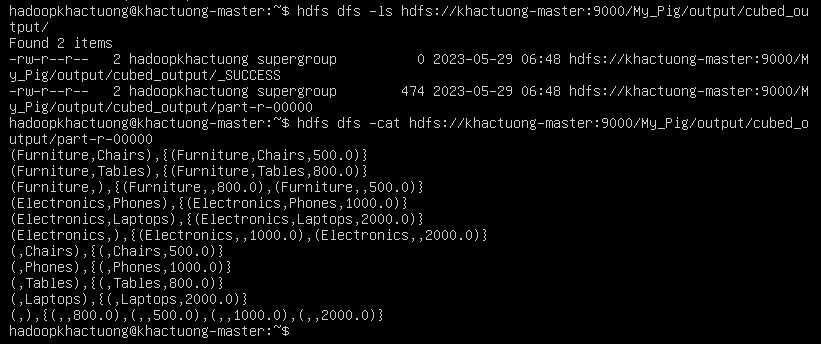 hadoopkhactuong@khactuong-master:~$ hdfs dfs -ls hdfs://khactuong-master:9000/My_Pig/output/cubed_ou
tput/
Found 2 items
-rw-r--r--   2 hadoopkhactuong supergroup          0 2023-05-29 06:48 hdfs://khactuong-master:9000/M
y_Pig/output/cubed_output/_SUCCESS
-rw-r--r--   2 hadoopkhactuong supergroup        474 2023-05-29 06:48 hdfs://khactuong-master:9000/M
y_Pig/output/cubed_output/part-r-00000
hadoopkhactuong@khactuong-master:~$ hdfs dfs -cat hdfs://khactuong-master:9000/My_Pig/output/cubed_o
utput/part-r-00000
(Furniture,Chairs),{(Furniture,Chairs,500.0)}
(Furniture,Tables),{(Furniture,Tables,800.0)}
(Furniture,),{(Furniture,,800.0),(Furniture,,500.0)}
(Electronics,Phones),{(Electronics,Phones,1000.0)}
(Electronics,Laptops),{(Electronics,Laptops,2000.0)}
(Electronics,),{(Electronics,,1000.0),(Electronics,,2000.0)}
(,Chairs),{(,Chairs,500.0)}
(,Phones),{(,Phones,1000.0)}
(,Tables),{(,Tables,800.0)}
(,Laptops),{(,Laptops,2000.0)}
(,),{(,,800.0),(,,500.0),(,,1000.0),(,,2000.0)}
hadoopkhactuong@khactuong-master:~$